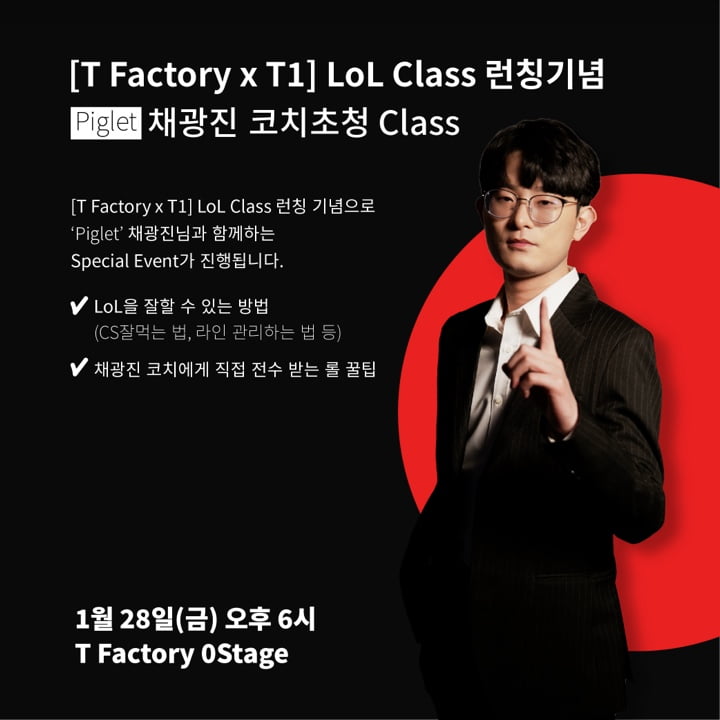 [T Factory x T1] LoL Class 런칭기념
Piglet 채광진 코치초청 Class
[T Factory x T1] LoL Class 런칭 기념으로
‘Piglet’ 채광진님과 함께하는
Special Event가 진행됩니다.
✔ LoL을 잘할 수 있는 방법
(CS잘먹는 법, 라인 관리하는 법 등)
✔ 채광진 코치에게 직접 전수 받는 롤 꿀팁
1월 28일(금) 오후 6시
T Factory 0Stage